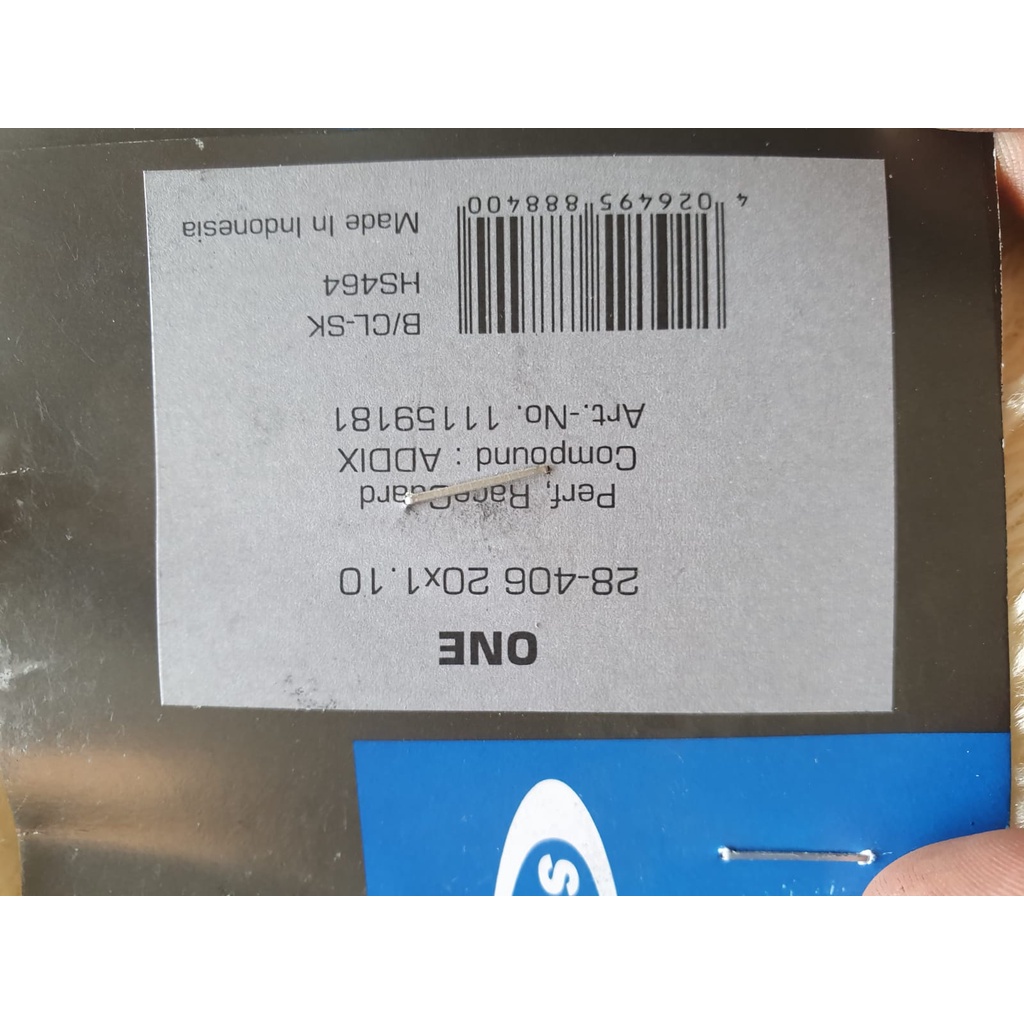 ONE
28-406 20x1.10
Perf, RaceGuard
Compound : ADDIX
Art.-No. 11159181
B/CL-SK
HS464
Made In Indonesia
4 026495 888400
S